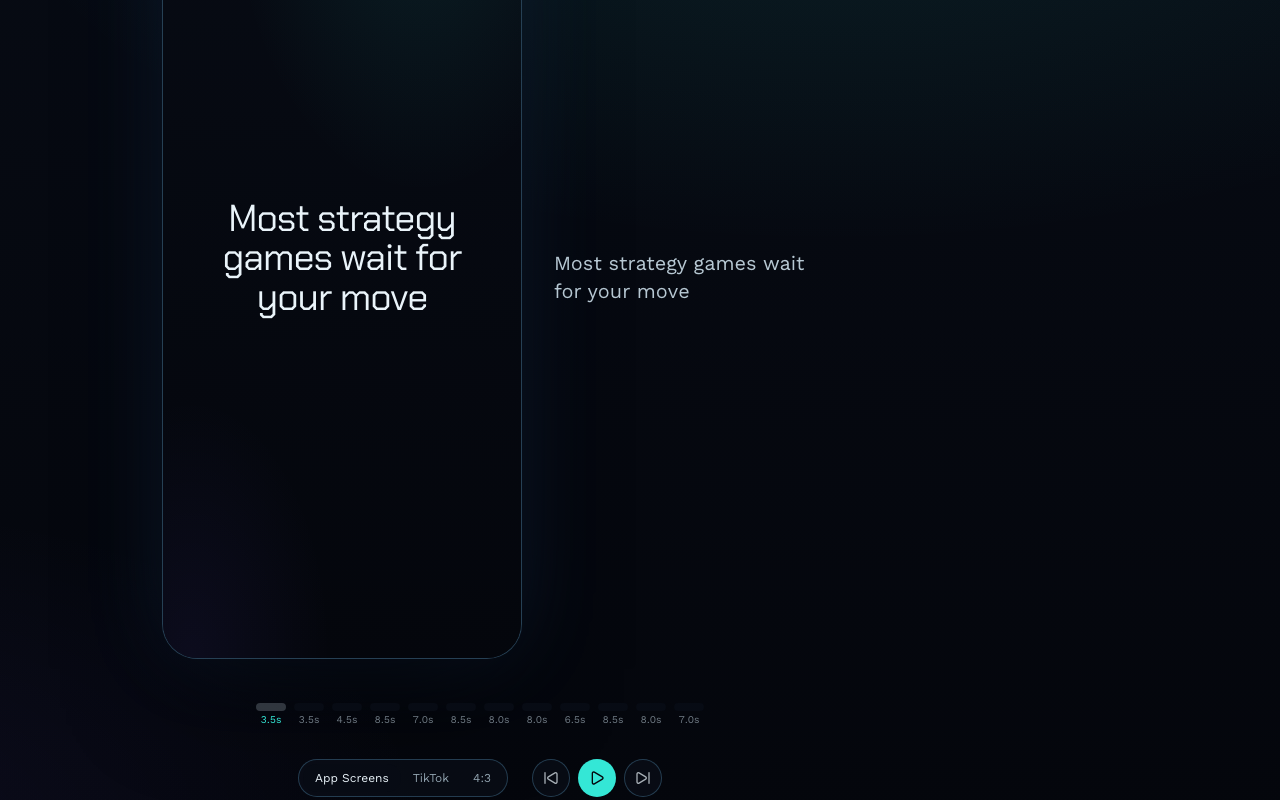 Most strategy
games wait for
your move
Most strategy games wait
for your move
3.5s 3.5s 4.5s 8.5s 7.0s 8.5s 8.0s 8.0s 6.5s 8.5s 8.0s 7.0s
App Screens TikTok 4:3